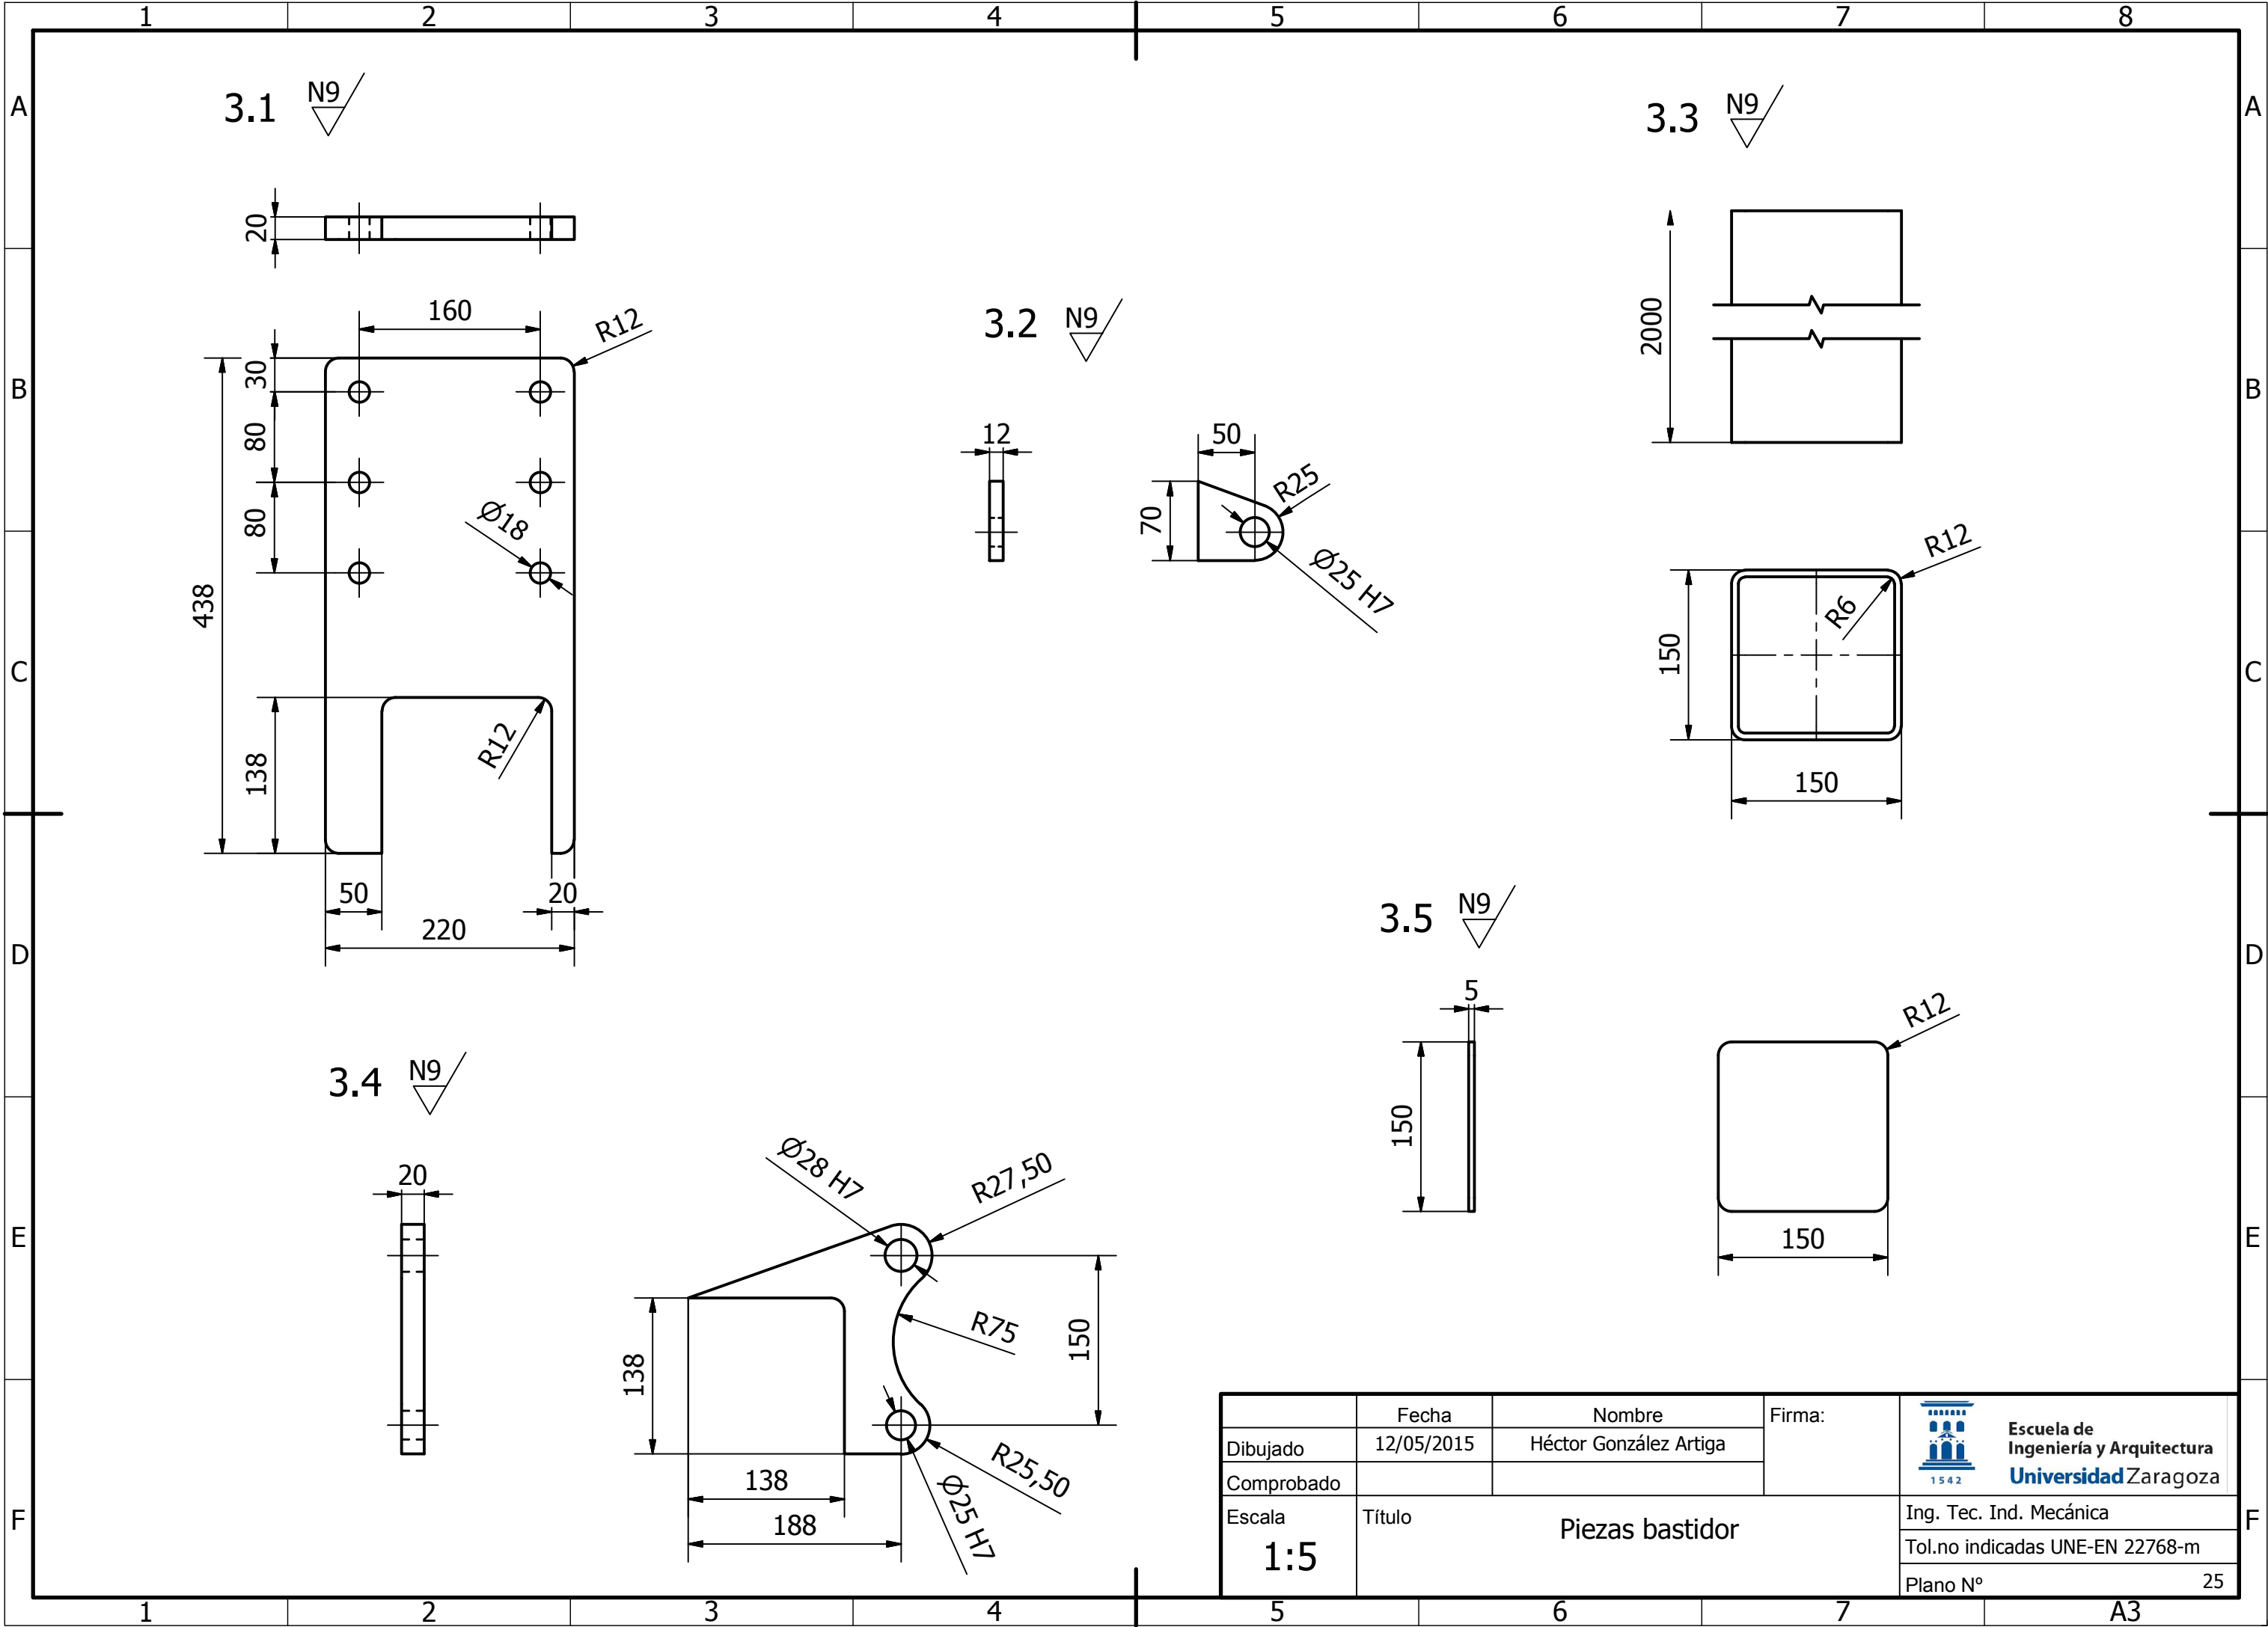 1 2 3 4 5 6 7 8
A A
B B
C C
D D
E E
F F
3.1 N9
20
160
R12
30
80
80
Ø18
438
138
R12
50 20
220
3.2 N9
12
50
R25
70
Ø25 H7
3.3 N9
2000
R12
R6
150
150
3.4 N9
20
Ø28 H7
R27,50
R75
150
138
138
188
R25,50
Ø25 H7
3.5 N9
5
150
R12
150
Fecha Nombre Firma:
Dibujado 12/05/2015 Héctor González Artiga
Comprobado
Escala
1:5
Título
Piezas bastidor
1542
Escuela de
Ingeniería y Arquitectura
Universidad Zaragoza
Ing. Tec. Ind. Mecánica
Tol.no indicadas UNE-EN 22768-m
Plano Nº 25
1 2 3 4 5 6 7 A3